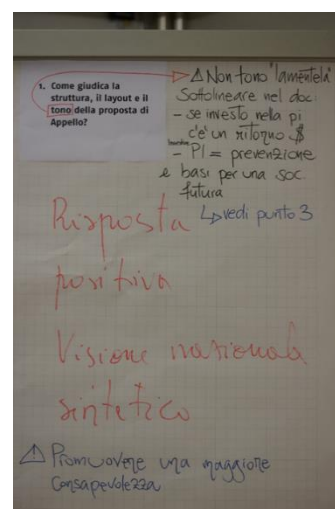 1. Come giudica la
struttura, il layout e il
tono della proposta di
Appello?
⚠ Non tono "lamentela"
Sottolineare nel doc:
- se investo nella pi
c'e' un ritorno $
- PI = prevenzione
e basi per una soc.
futura
↳ vedi punto 3
Risposta
positiva
Visione nazionale
sintetico
⚠ Promuovere una maggiore
Consapevolezza